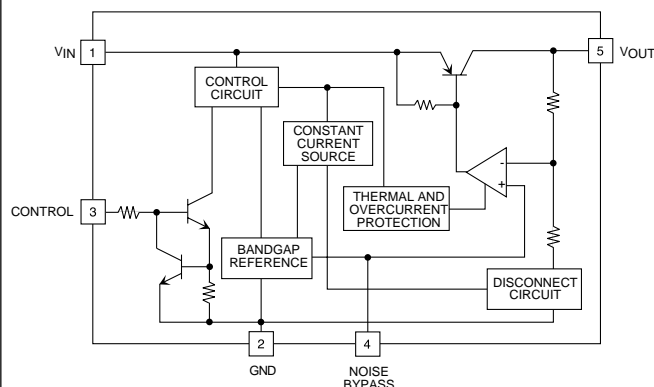 VIN 1
5 VOUT
CONTROL
CIRCUIT
CONSTANT
CURRENT
SOURCE
-
+
THERMAL AND
OVERCURRENT
PROTECTION
CONTROL 3
BANDGAP
REFERENCE
DISCONNECT
CIRCUIT
2
4
GND
NOISE
BYPASS